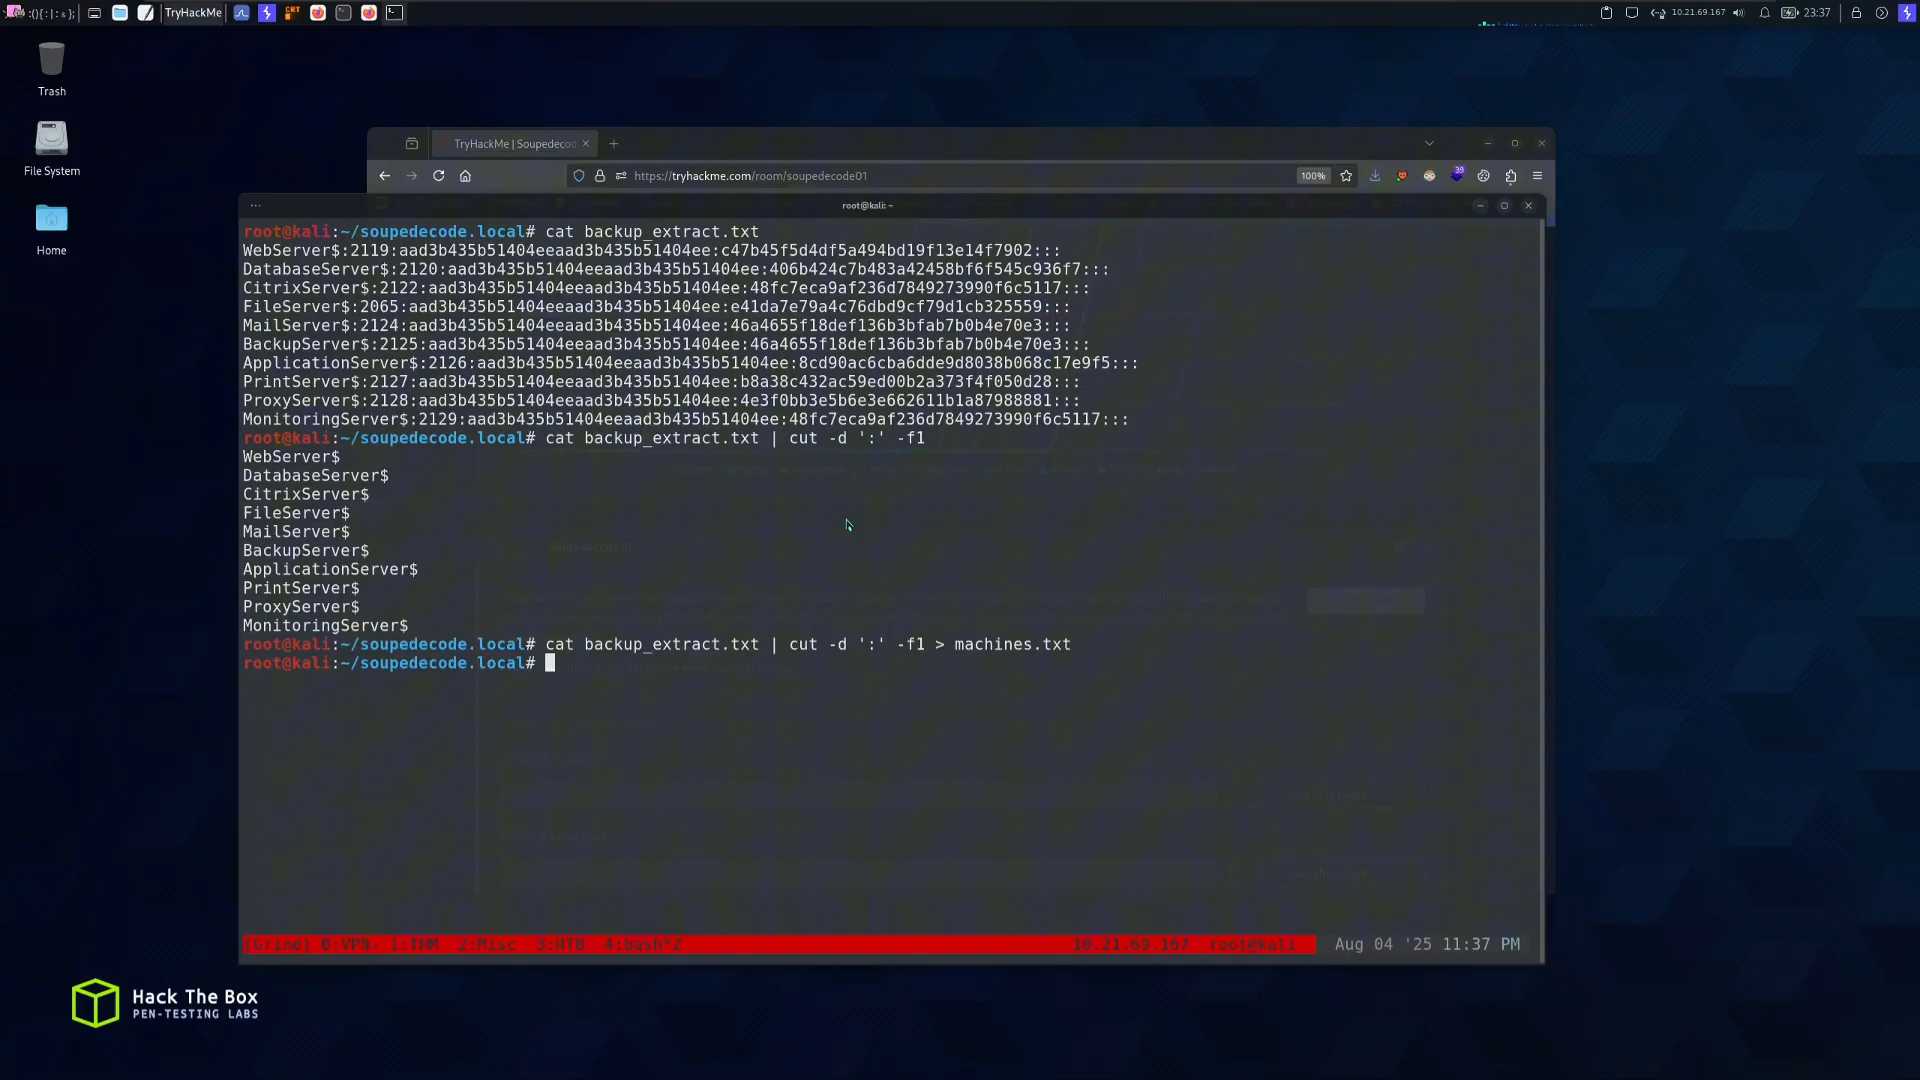 :(){:|:&};
TryHackMe
CRT
10.21.69.167
23:37
Trash
File System
Home
TryHackMe | Soupedecod
https://tryhackme.com/room/soupedecode01
100%
39
root@kali: ~
root@kali:~/soupedecode.local# cat backup_extract.txt
WebServer$:2119:aad3b435b51404eeaad3b435b51404ee:c47b45f5d4df5a494bd19f13e14f7902:::
DatabaseServer$:2120:aad3b435b51404eeaad3b435b51404ee:406b424c7b483a42458bf6f545c936f7:::
CitrixServer$:2122:aad3b435b51404eeaad3b435b51404ee:48fc7eca9af236d7849273990f6c5117:::
FileServer$:2065:aad3b435b51404eeaad3b435b51404ee:e41da7e79a4c76dbd9cf79d1cb325559:::
MailServer$:2124:aad3b435b51404eeaad3b435b51404ee:46a4655f18def136b3bfab7b0b4e70e3:::
BackupServer$:2125:aad3b435b51404eeaad3b435b51404ee:46a4655f18def136b3bfab7b0b4e70e3:::
ApplicationServer$:2126:aad3b435b51404eeaad3b435b51404ee:8cd90ac6cba6dde9d8038b068c17e9f5:::
PrintServer$:2127:aad3b435b51404eeaad3b435b51404ee:b8a38c432ac59ed00b2a373f4f050d28:::
ProxyServer$:2128:aad3b435b51404eeaad3b435b51404ee:4e3f0bb3e5b6e3e662611b1a87988881:::
MonitoringServer$:2129:aad3b435b51404eeaad3b435b51404ee:48fc7eca9af236d7849273990f6c5117:::
root@kali:~/soupedecode.local# cat backup_extract.txt | cut -d ':' -f1
WebServer$
DatabaseServer$
CitrixServer$
FileServer$
MailServer$
BackupServer$
ApplicationServer$
PrintServer$
ProxyServer$
MonitoringServer$
root@kali:~/soupedecode.local# cat backup_extract.txt | cut -d ':' -f1 > machines.txt
root@kali:~/soupedecode.local#
[Grind] 0:VPN- 1:THM 2:Misc 3:HTB 4:bash*Z 10.21.69.167 root@kali Aug 04 '25 11:37 PM
Hack The Box
PEN-TESTING LABS